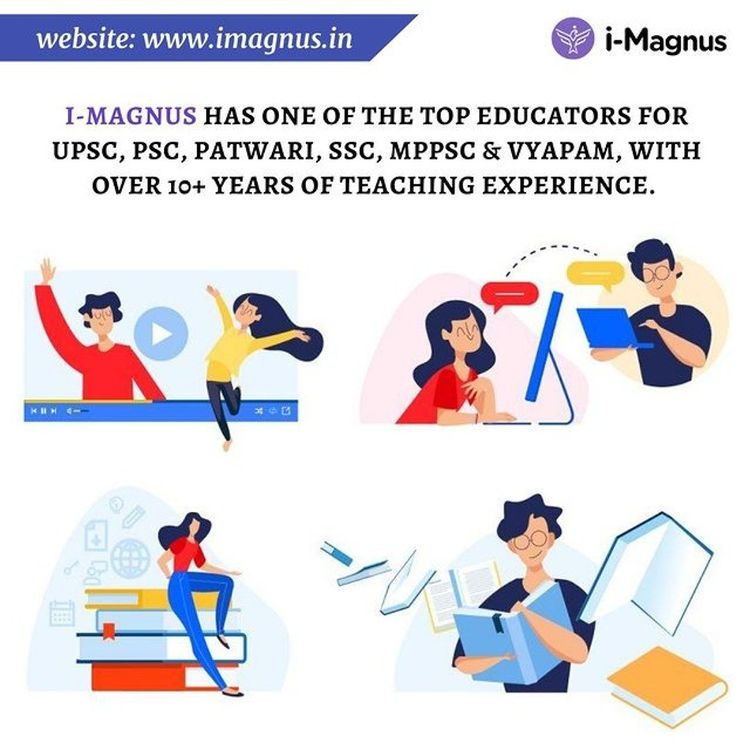 website: www.imagnus.in
i-Magnus
I-MAGNUS HAS ONE OF THE TOP EDUCATORS FOR
UPSC, PSC, PATWARI, SSC, MPPSC & VYAPAM, WITH
OVER 10+ YEARS OF TEACHING EXPERIENCE.